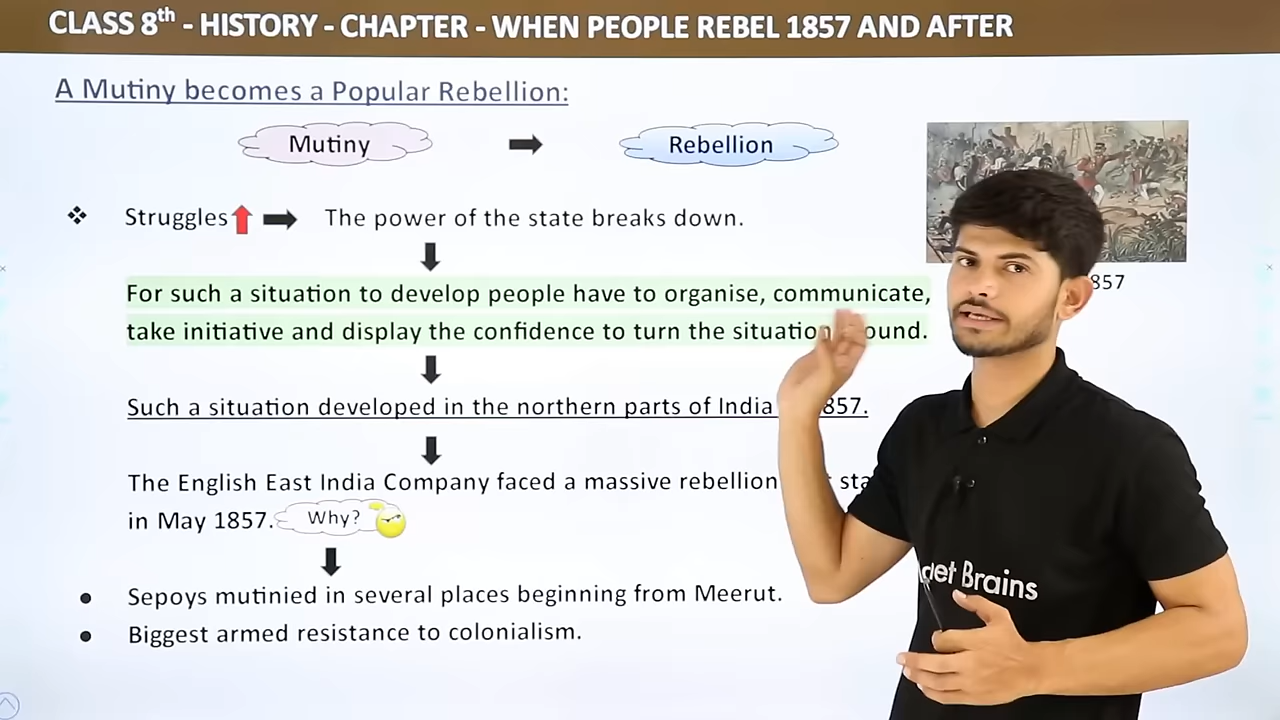 CLASS 8th - HISTORY - CHAPTER - WHEN PEOPLE REBEL 1857 AND AFTER
A Mutiny becomes a Popular Rebellion:
Mutiny
Rebellion
❖ Struggles The power of the state breaks down.
857
For such a situation to develop people have to organise, communicate,
take initiative and display the confidence to turn the situation ound.
Such a situation developed in the northern parts of India 857.
The English East India Company faced a massive rebellion sta
in May 1857. Why?
• Sepoys mutinied in several places beginning from Meerut.
• Biggest armed resistance to colonialism.
Brains